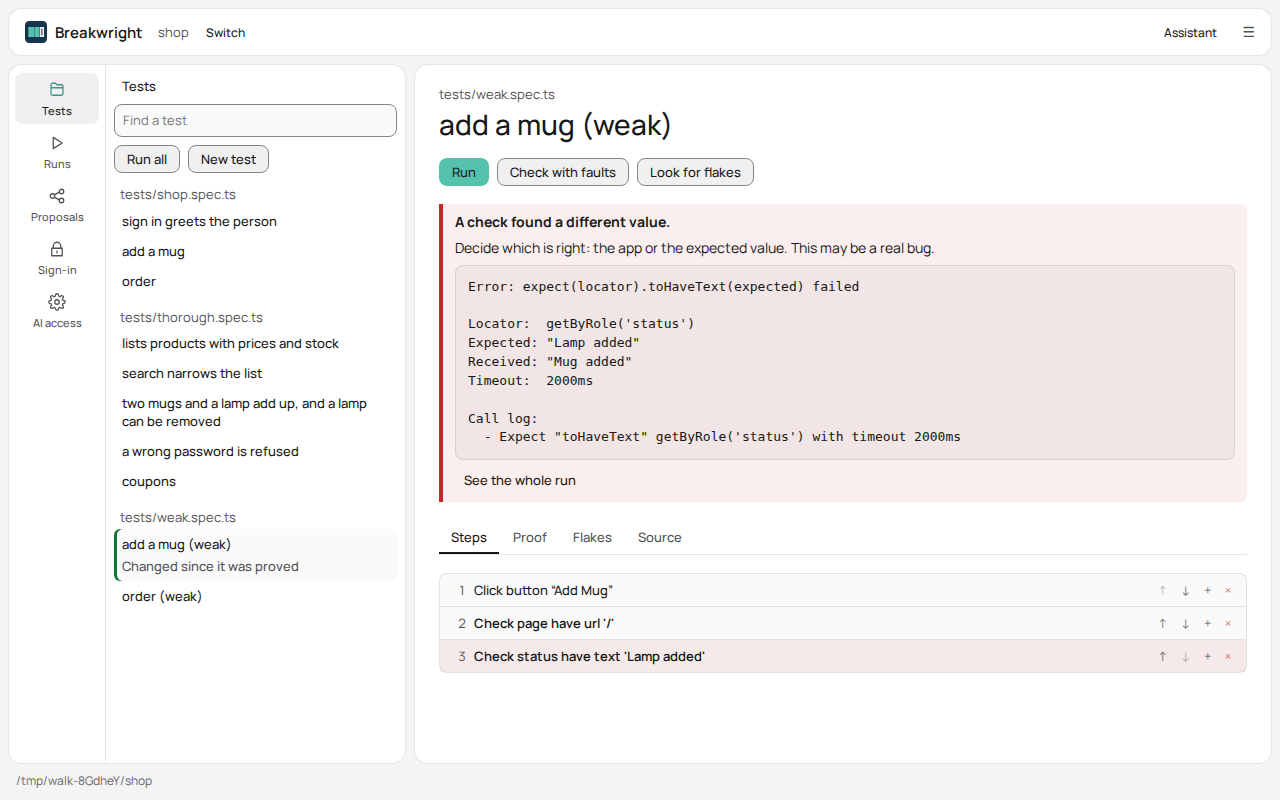 Breakwright shop Switch Assistant ☰
Tests
Runs
Proposals
Sign-in
AI access
Tests
Find a test
Run all New test
tests/shop.spec.ts
sign in greets the person
add a mug
order
tests/thorough.spec.ts
lists products with prices and stock
search narrows the list
two mugs and a lamp add up, and a lamp
can be removed
a wrong password is refused
coupons
tests/weak.spec.ts
add a mug (weak)
Changed since it was proved
order (weak)
tests/weak.spec.ts
add a mug (weak)
Run Check with faults Look for flakes
A check found a different value.
Decide which is right: the app or the expected value. This may be a real bug.
Error: expect(locator).toHaveText(expected) failed
Locator:  getByRole('status')
Expected: "Lamp added"
Received: "Mug added"
Timeout:  2000ms
Call log:
  - Expect "toHaveText" getByRole('status') with timeout 2000ms
See the whole run
Steps Proof Flakes Source
1 Click button “Add Mug” ↑ ↓ + ×
2 Check page have url '/' ↑ ↓ + ×
3 Check status have text 'Lamp added' ↑ ↓ + ×
/tmp/walk-8GdheY/shop